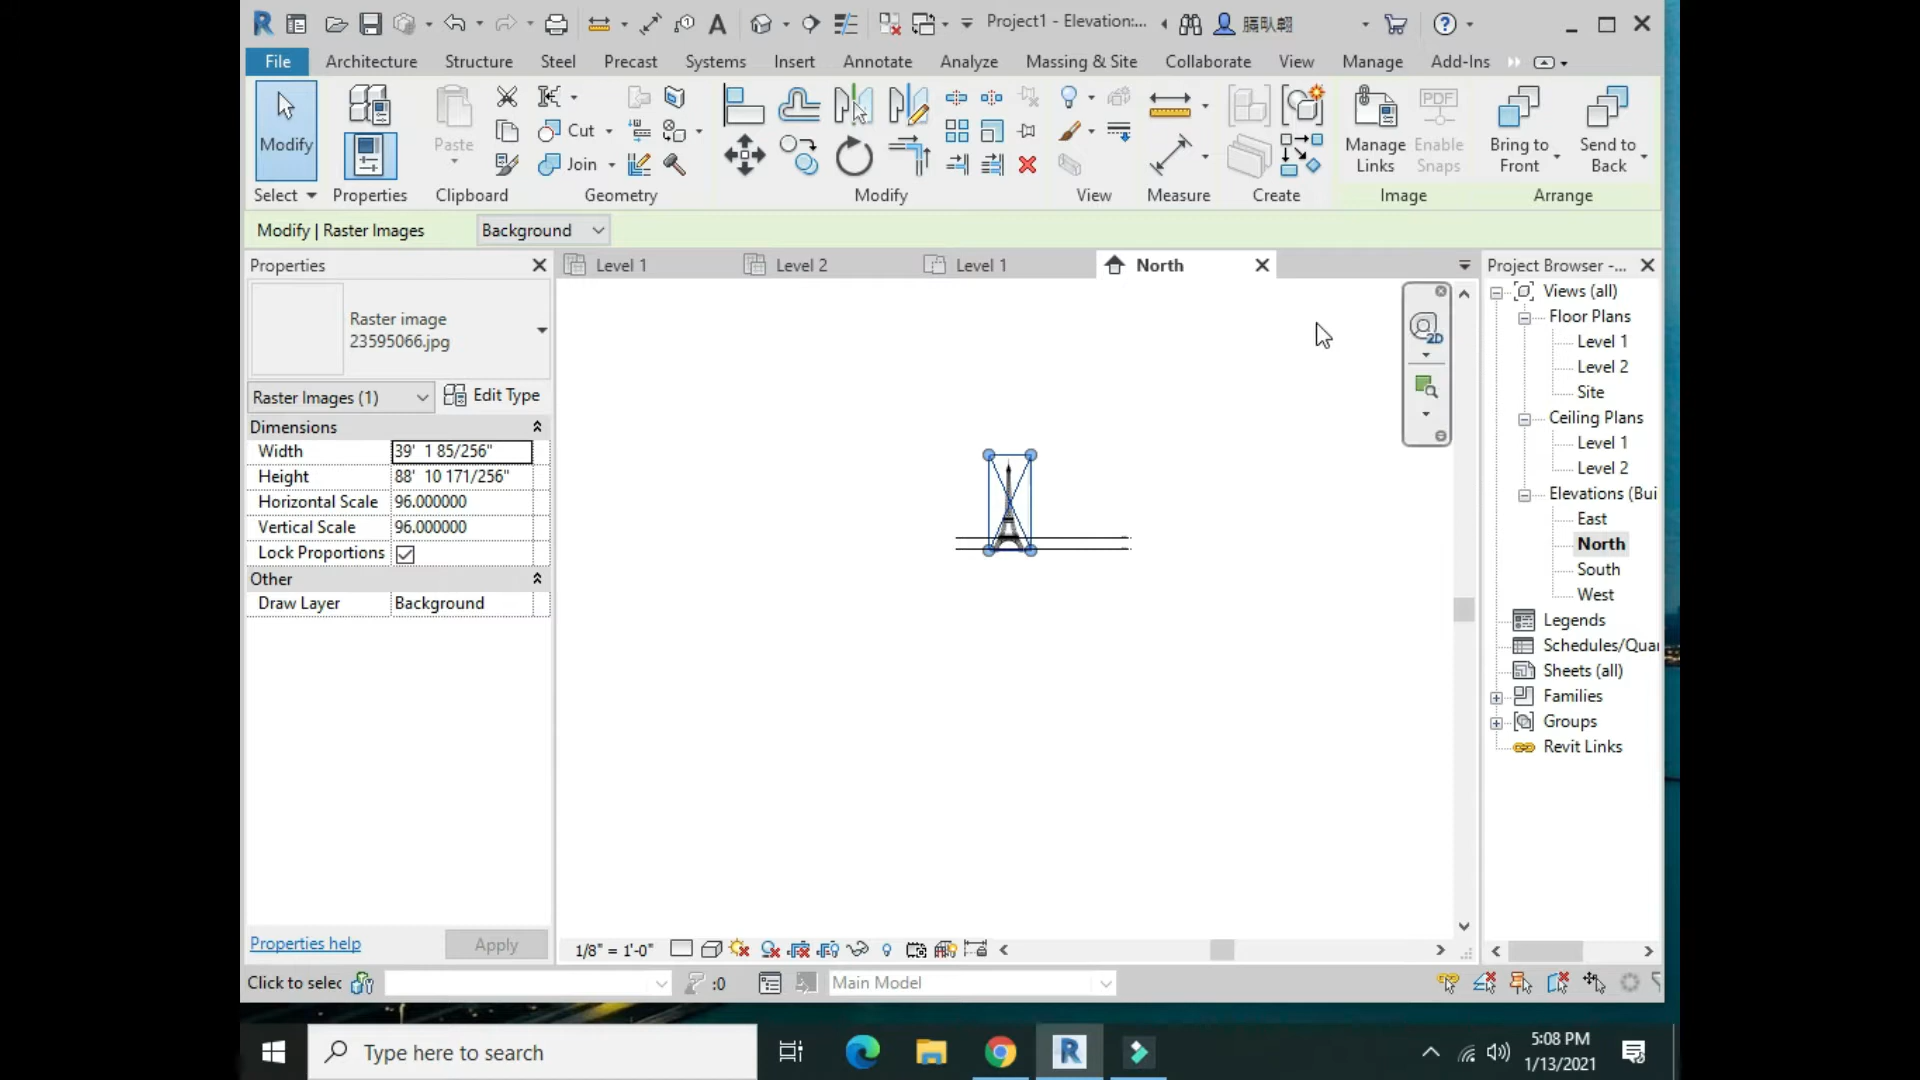 Project1 - Elevation:...
File Architecture Structure Steel Precast Systems Insert Annotate Analyze Massing & Site Collaborate View Manage Add-Ins
Modify
Paste
Cut
Join
Manage Links
PDF
Enable Snaps
Bring to Front
Send to Back
Select Properties Clipboard Geometry Modify View Measure Create Image Arrange
Modify | Raster Images Background
Properties
Level 1
Level 2
Level 1
North
Project Browser -...
Raster image
23595066.jpg
Raster Images (1) Edit Type
Dimensions
Width 39' 1 85/256"
Height 88' 10 171/256"
Horizontal Scale 96.000000
Vertical Scale 96.000000
Lock Proportions
Other
Draw Layer Background
2D
Views (all)
Floor Plans
Level 1
Level 2
Site
Ceiling Plans
Level 1
Level 2
Elevations (Bui
East
North
South
West
Legends
Schedules/Qua
Sheets (all)
Families
Groups
Revit Links
Properties help Apply
1/8" = 1'-0"
Click to selec :0 Main Model
Type here to search
5:08 PM
1/13/2021